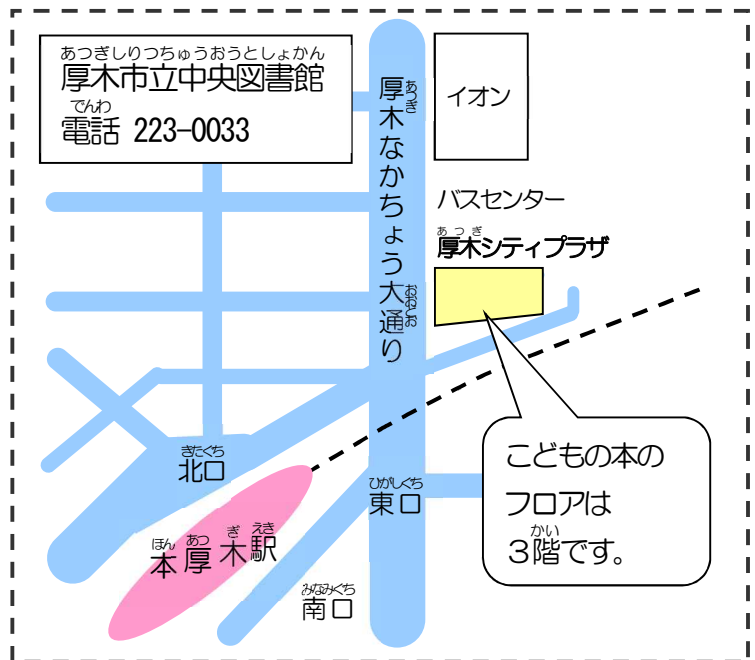 あつぎしりつちゅうおうとしょかん
厚木市立中央図書館
でんわ
電話 223-0033
あつぎ
厚木なかちょう大通り
おおどお
イオン
バスセンター
あつぎ
厚木シティプラザ
きたぐち
北口
ひがしぐち
東口
ほん あつ ぎ えき
本厚木駅
みなみぐち
南口
こどもの本の
フロアは
かい
3階です。